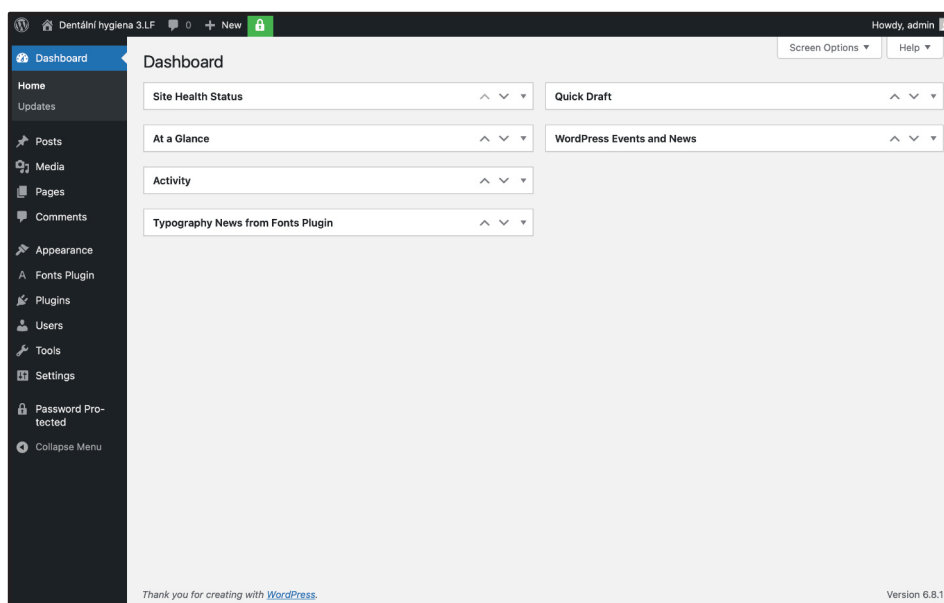 Dentální hygiena 3.LF 0 New Howdy, admin
Dashboard
Home
Updates
Posts
Media
Pages
Comments
Appearance
A Fonts Plugin
Plugins
Users
Tools
Settings
Password Pro-
tected
Collapse Menu
Screen Options Help
Dashboard
Site Health Status
At a Glance
Activity
Typography News from Fonts Plugin
Quick Draft
WordPress Events and News
Thank you for creating with WordPress.
Version 6.8.1